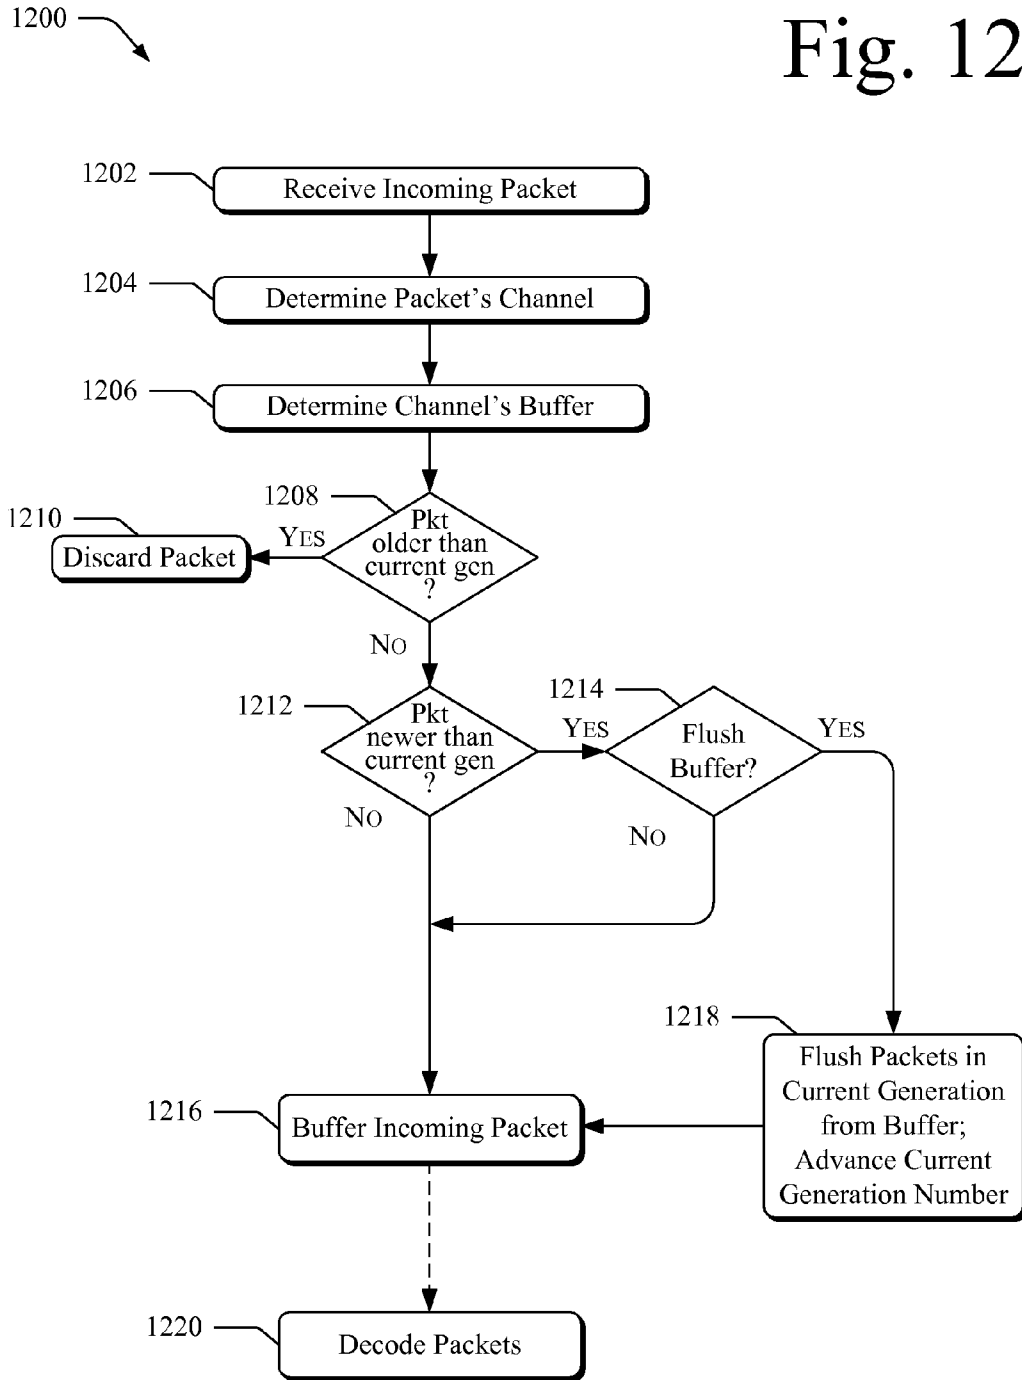 1200
Fig. 12
1202
Receive Incoming Packet
1204
Determine Packet's Channel
1206
Determine Channel's Buffer
1208
Pkt
older than
current gen
?
YES
1210
Discard Packet
NO
1212
Pkt
newer than
current gen
?
YES
1214
Flush
Buffer?
YES
NO
NO
1218
Flush Packets in
Current Generation
from Buffer;
Advance Current
Generation Number
1216
Buffer Incoming Packet
1220
Decode Packets